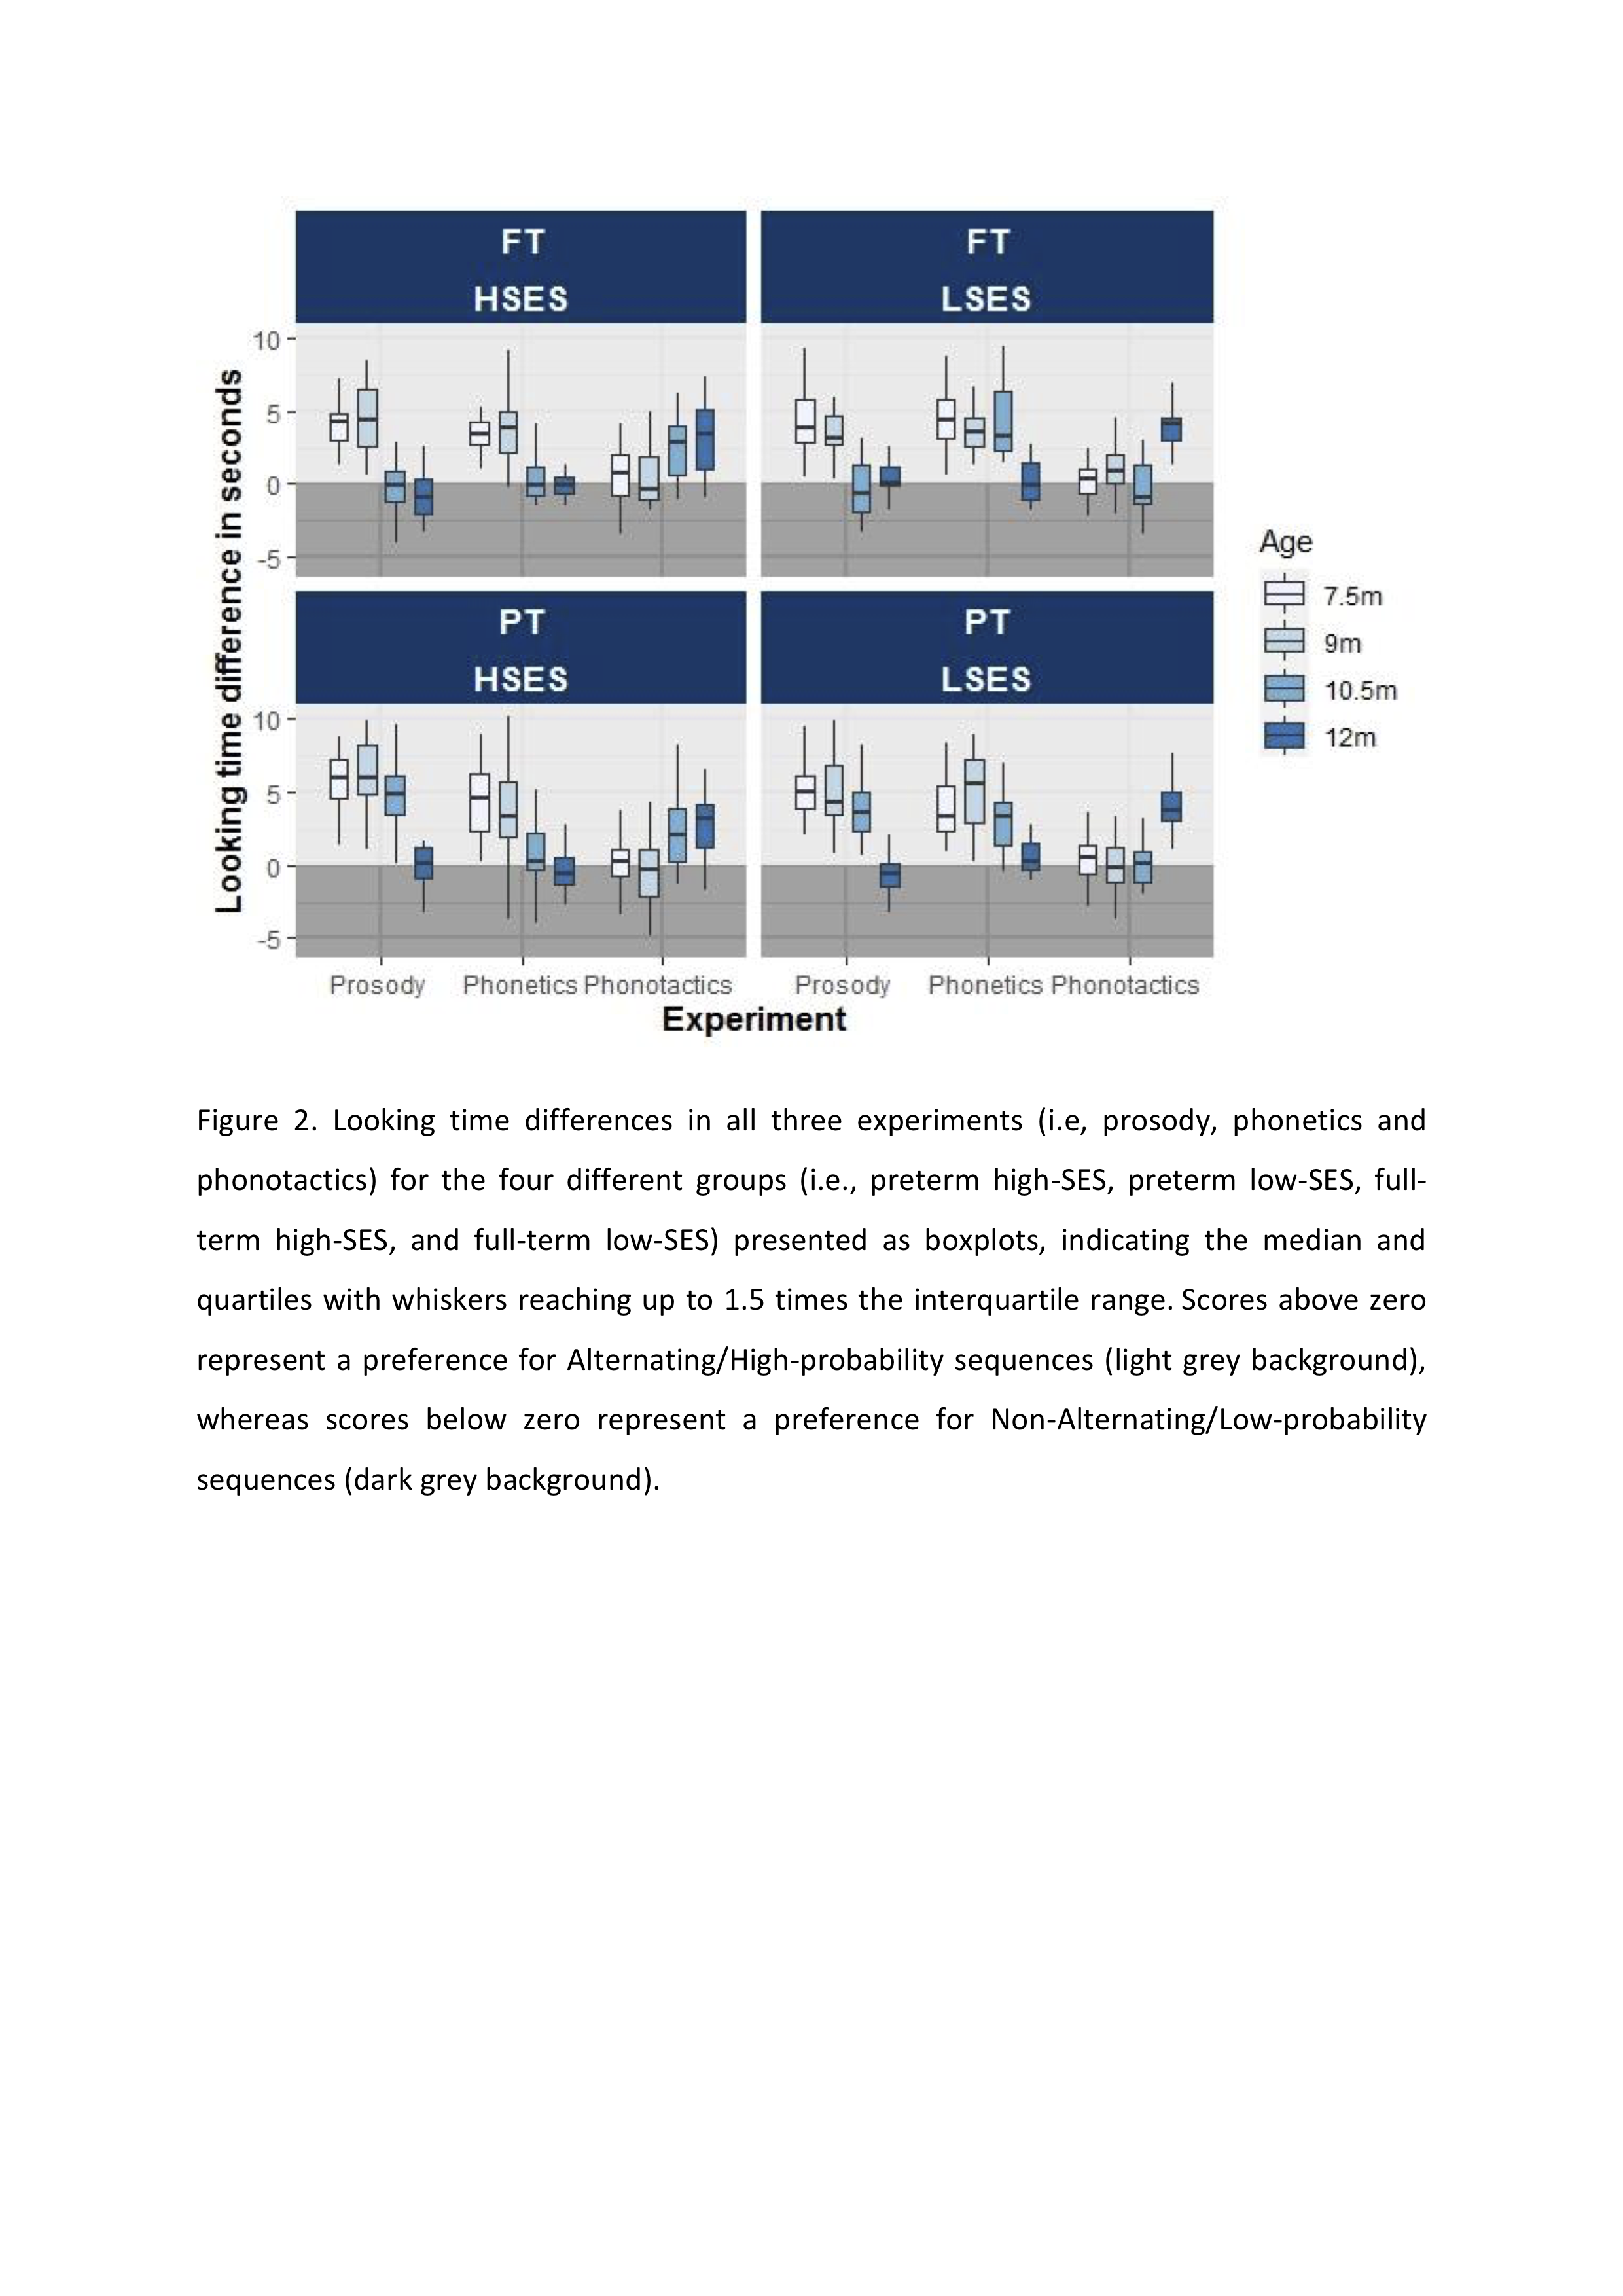 FT
HSES
FT
LSES
10
5
0
-5
PT
HSES
PT
LSES
10
5
0
-5
Looking time difference in seconds
Prosody Phonetics Phonotactics
Prosody Phonetics Phonotactics
Experiment
Age
7.5m
9m
10.5m
12m
Figure 2. Looking time differences in all three experiments (i.e, prosody, phonetics and
phonotactics) for the four different groups (i.e., preterm high-SES, preterm low-SES, full-
term high-SES, and full-term low-SES) presented as boxplots, indicating the median and
quartiles with whiskers reaching up to 1.5 times the interquartile range. Scores above zero
represent a preference for Alternating/High-probability sequences (light grey background),
whereas scores below zero represent a preference for Non-Alternating/Low-probability
sequences (dark grey background).